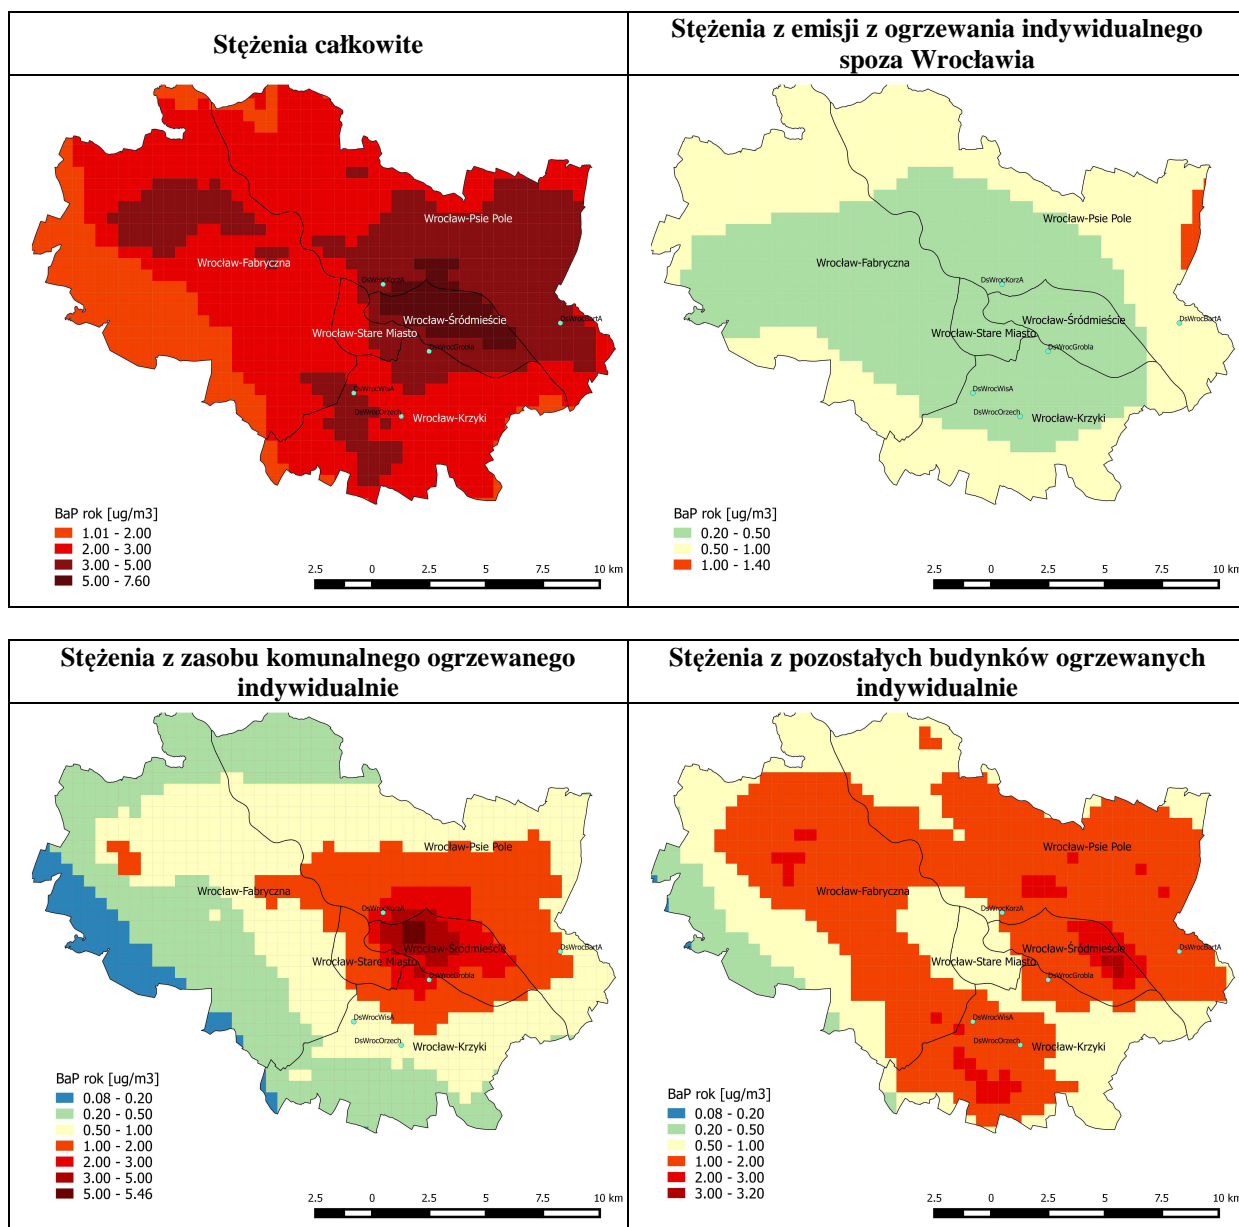 Stężenia całkowite
Wrocław-Psie Pole
Wrocław-Fabryczna
DsWrocKorzA
Wrocław-Śródmieście
DsWrocBartA
Wrocław-Stare Miasto
DsWrocGrobla
DsWrocWisA
DsWrocOrzech
Wrocław-Krzyki
BaP rok [ug/m3]
1.01 - 2.00
2.00 - 3.00
3.00 - 5.00
5.00 - 7.60
2.5 0 2.5 5 7.5 10 km
Stężenia z emisji z ogrzewania indywidualnego
spoza Wrocławia
Wrocław-Psie Pole
Wrocław-Fabryczna
DsWrocKorzA
Wrocław-Śródmieście
DsWrocBartA
Wrocław-Stare Miasto
DsWrocGrobla
DsWrocWisA
DsWrocOrzech
Wrocław-Krzyki
BaP rok [ug/m3]
0.20 - 0.50
0.50 - 1.00
1.00 - 1.40
2.5 0 2.5 5 7.5 10 km
Stężenia z zasobu komunalnego ogrzewanego
indywidualnie
Wrocław-Psie Pole
Wrocław-Fabryczna
DsWrocKorzA
Wrocław-Śródmieście
DsWrocBartA
Wrocław-Stare Miasto
DsWrocGrobla
DsWrocWisA
DsWrocOrzech
Wrocław-Krzyki
BaP rok [ug/m3]
0.08 - 0.20
0.20 - 0.50
0.50 - 1.00
1.00 - 2.00
2.00 - 3.00
3.00 - 5.00
5.00 - 5.46
2.5 0 2.5 5 7.5 10 km
Stężenia z pozostałych budynków ogrzewanych
indywidualnie
Wrocław-Psie Pole
Wrocław-Fabryczna
DsWrocKorzA
Wrocław-Śródmieście
DsWrocBartA
Wrocław-Stare Miasto
DsWrocGrobla
DsWrocWisA
DsWrocOrzech
Wrocław-Krzyki
BaP rok [ug/m3]
0.08 - 0.20
0.20 - 0.50
0.50 - 1.00
1.00 - 2.00
2.00 - 3.00
3.00 - 3.20
2.5 0 2.5 5 7.5 10 km